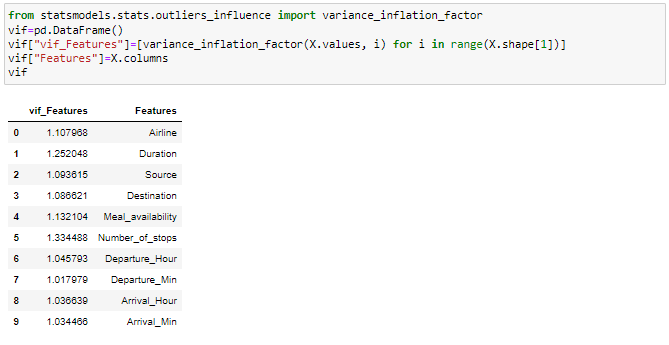 from statsmodels.stats.outliers_influence import variance_inflation_factor
vif=pd.DataFrame()
vif["vif_Features"]=[variance_inflation_factor(X.values, i) for i in range(X.shape[1])]
vif["Features"]=X.columns
vif
vif_Features Features
0 1.107968 Airline
1 1.252048 Duration
2 1.093615 Source
3 1.086621 Destination
4 1.132104 Meal_availability
5 1.334488 Number_of_stops
6 1.045793 Departure_Hour
7 1.017979 Departure_Min
8 1.036639 Arrival_Hour
9 1.034466 Arrival_Min